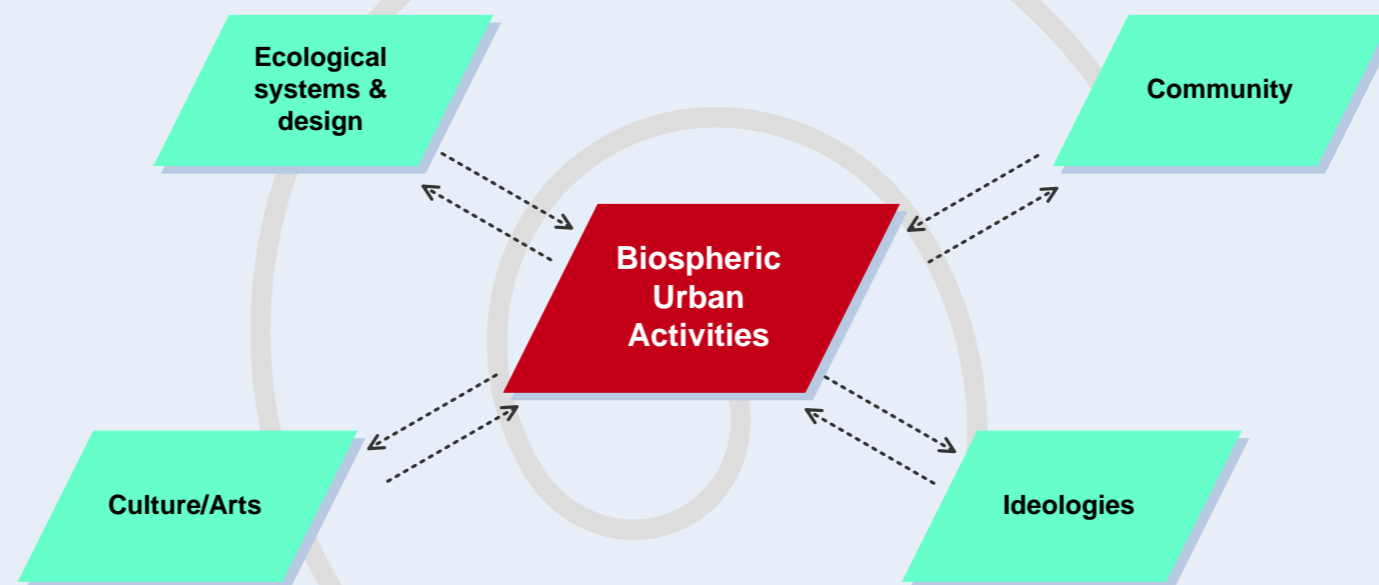 Ecological
systems &
design
Community
Biospheric
Urban
Activities
Culture/Arts
Ideologies